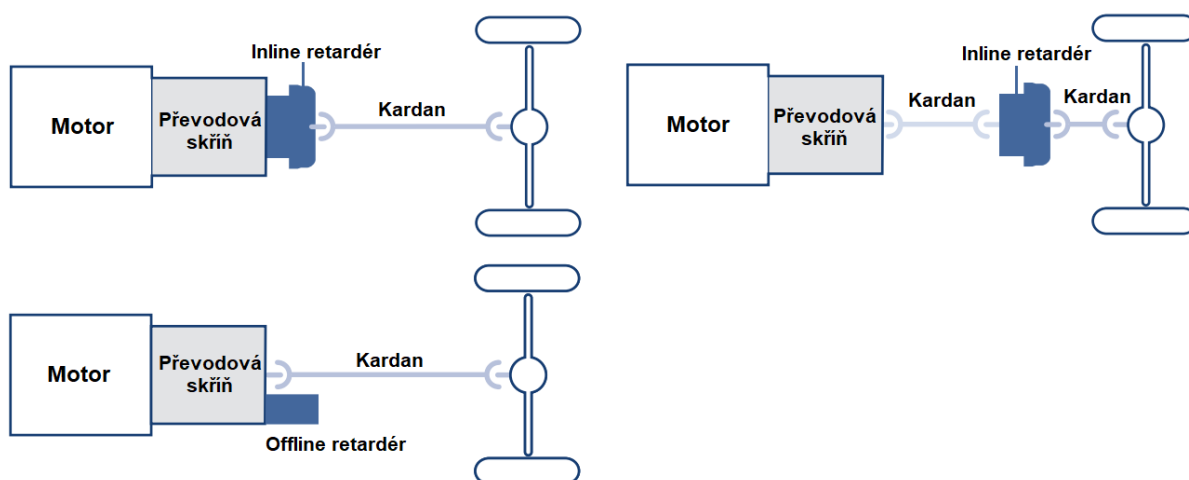 Inline retardér
Motor
Převodová
skříň
Kardan
Inline retardér
Motor
Převodová
skříň
Kardan
Kardan
Motor
Převodová
skříň
Kardan
Offline retardér